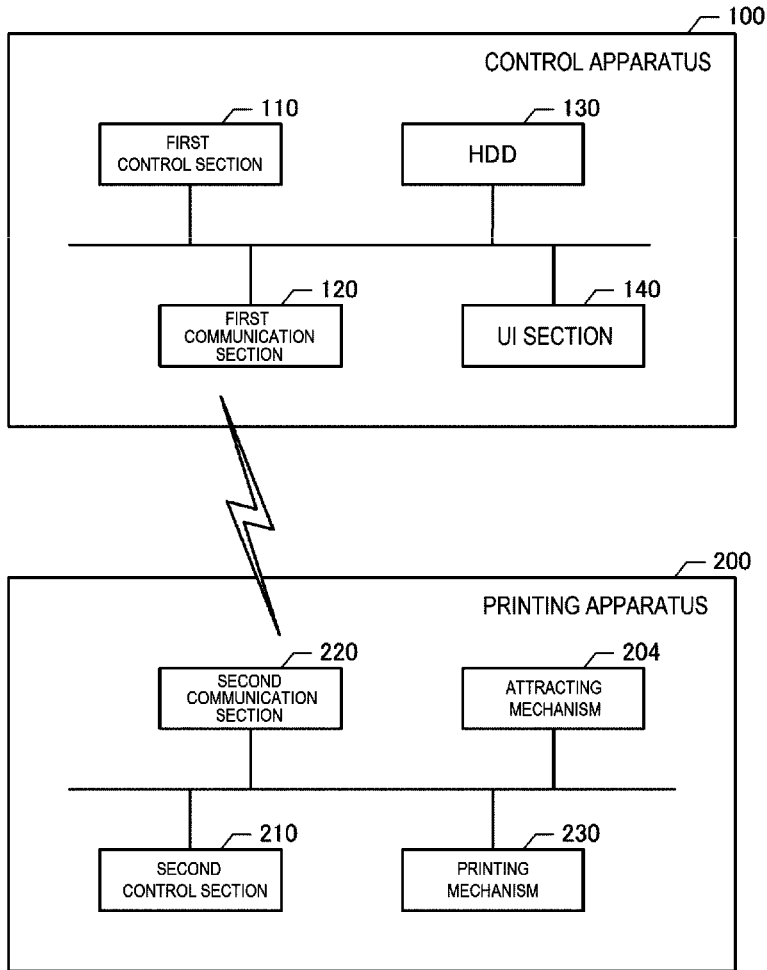 100
CONTROL APPARATUS
110
FIRST
CONTROL SECTION
130
HDD
120
FIRST
COMMUNICATION
SECTION
140
UI SECTION
200
PRINTING APPARATUS
220
SECOND
COMMUNICATION
SECTION
204
ATTRACTING
MECHANISM
210
SECOND
CONTROL SECTION
230
PRINTING
MECHANISM